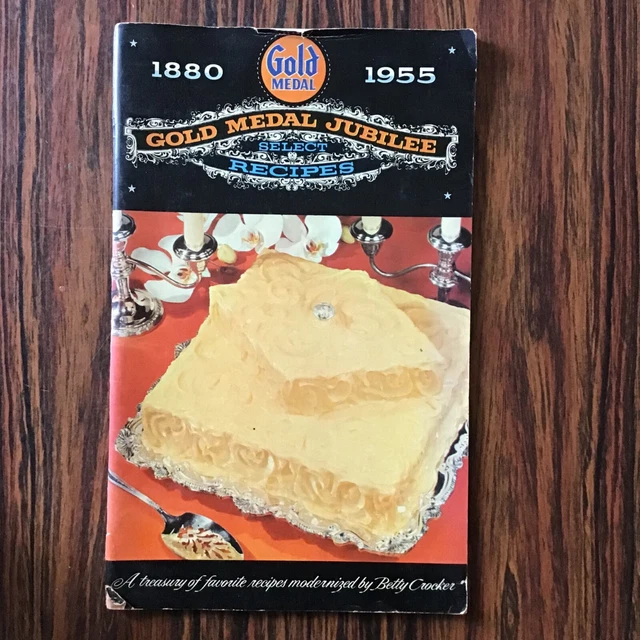 Gold
MEDAL
1880 1955
GOLD MEDAL JUBILEE
SELECT
RECIPES
A treasury of favorite recipes modernized by Betty Crocker